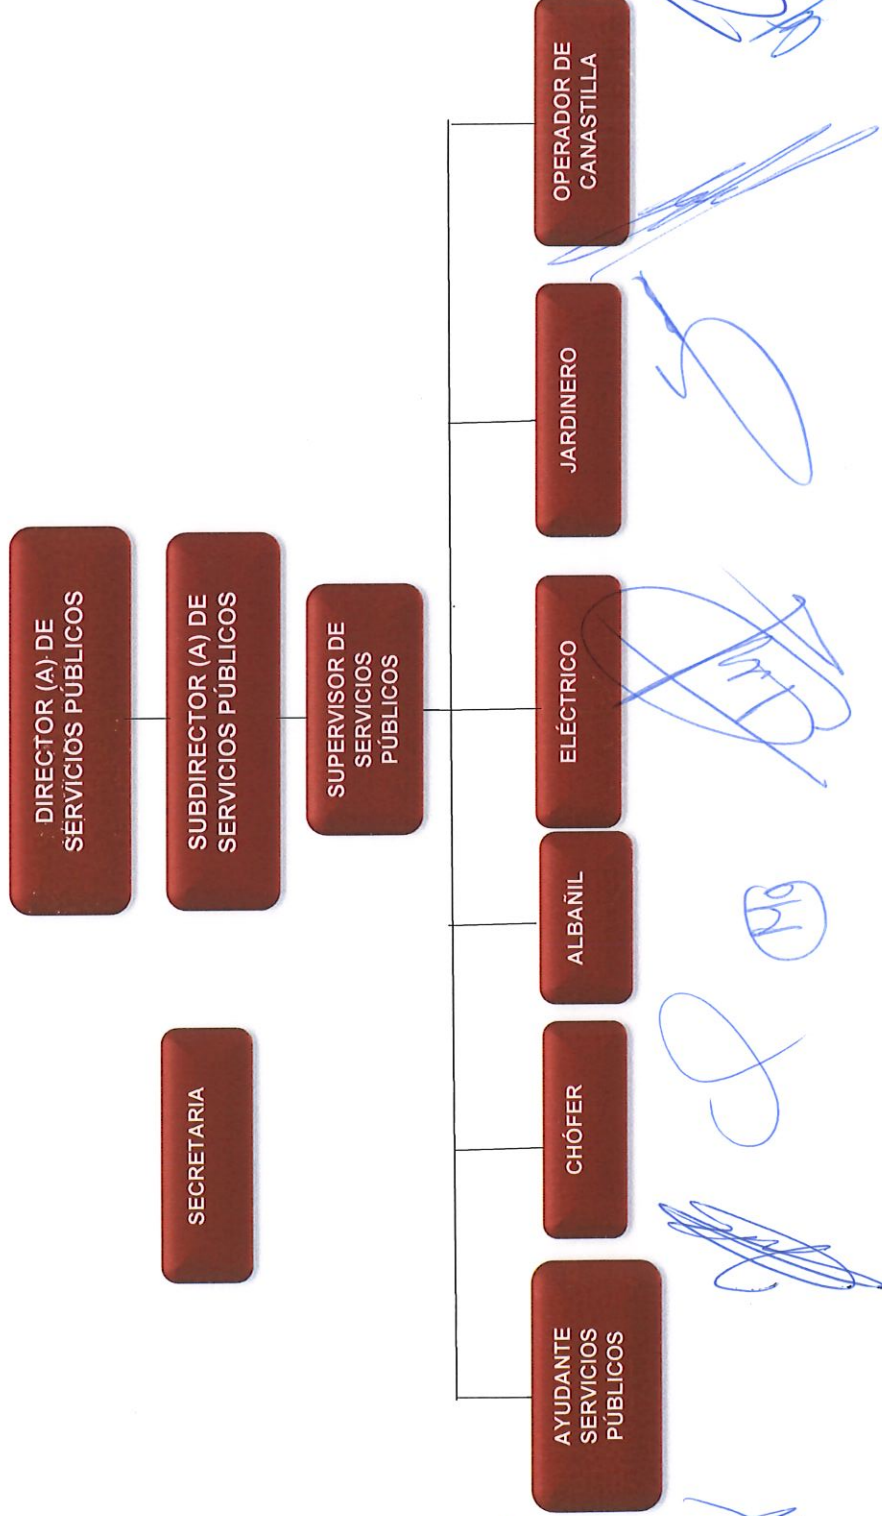 DIRECTOR (A) DE
SERVICIOS PÚBLICOS
SUBDIRECTOR (A) DE
SERVICIOS PÚBLICOS
SECRETARIA
SUPERVISOR DE
SERVICIOS
PÚBLICOS
AYUDANTE
SERVICIOS
PÚBLICOS
CHÓFER
ALBAÑIL
ELÉCTRICO
JARDINERO
OPERADOR DE
CANASTILLA